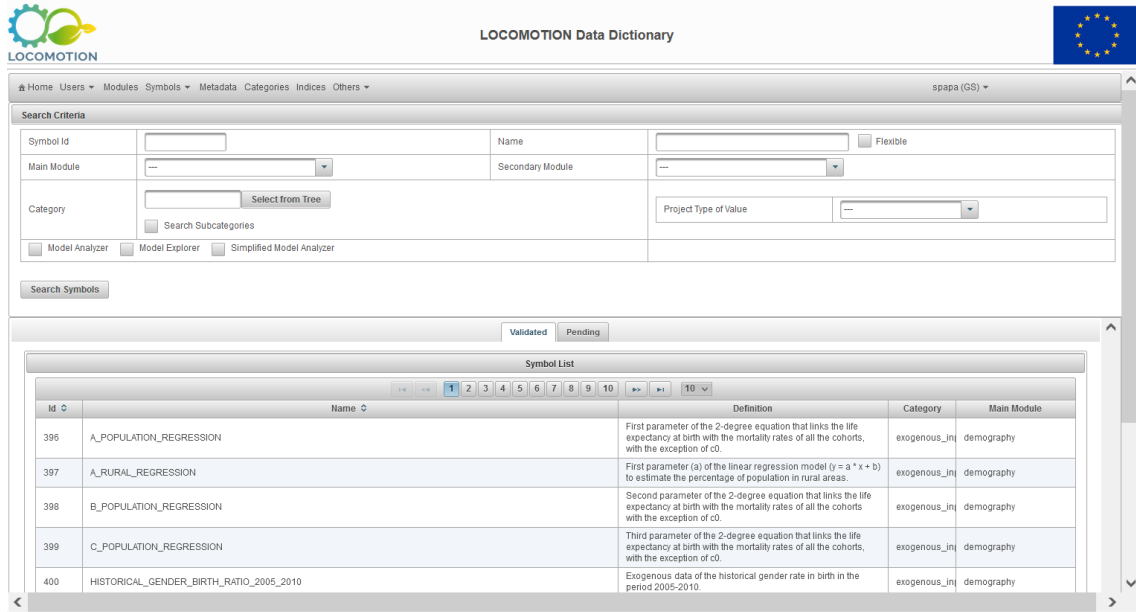 LOCOMOTION
LOCOMOTION Data Dictionary
Home Users Modules Symbols Metadata Categories Indices Others spapa (GS)
Search Criteria
Symbol Id Name Flexible
Main Module --- Secondary Module ---
Category Select from Tree Project Type of Value ---
Search Subcategories
Model Analyzer Model Explorer Simplified Model Analyzer
Search Symbols
Validated Pending
Symbol List
1 2 3 4 5 6 7 8 9 10 10
Id Name Definition Category Main Module
396 A_POPULATION_REGRESSION First parameter of the 2-degree equation that links the life
expectancy at birth with the mortality rates of all the cohorts, exogenous_inp demography
with the exception of c0.
397 A_RURAL_REGRESSION First parameter (a) of the linear regression model (y = a * x + b)
to estimate the percentage of population in rural areas. exogenous_inp demography
398 B_POPULATION_REGRESSION Second parameter of the 2-degree equation that links the life
expectancy at birth with the mortality rates of all the cohorts exogenous_inp demography
with the exception of c0.
399 C_POPULATION_REGRESSION Third parameter of the 2-degree equation that links the life
expectancy at birth with the mortality rates of all the cohorts, exogenous_inp demography
with the exception of c0.
400 HISTORICAL_GENDER_BIRTH_RATIO_2005_2010 Exogenous data of the historical gender rate in birth in the
period 2005-2010. exogenous_inp demography